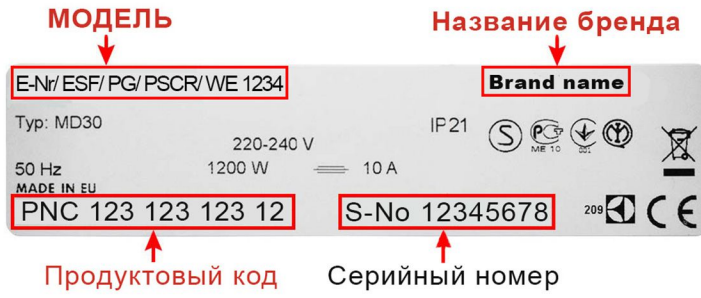 МОДЕЛЬ
Название бренда
E-Nr/ ESF/ PG/ PSCR/ WE 1234
Brand name
Typ: MD30
IP21
S
PG
ME 10
001
220-240 V
50 Hz
1200 W
10 A
MADE IN EU
PNC 123 123 123 12
S-No 12345678
209
CE
Продуктовый код
Серийный номер